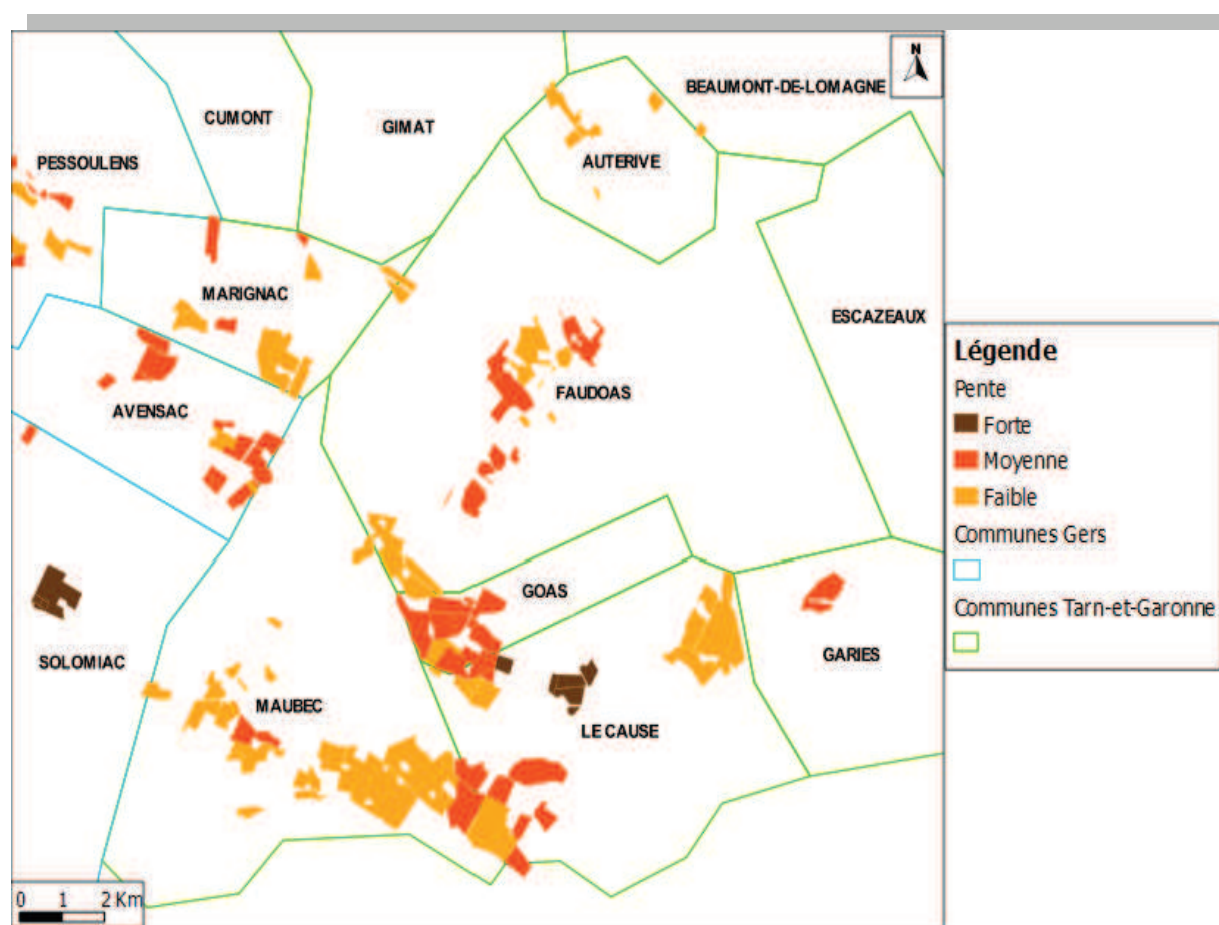 N
BEAUMONT-DE-LOMAGNE
CUMONT
GIMAT
PESSOULENS
AUTERIVE
MARIGNAC
ESCAZEAUX
FAUDOAS
AVENSAC
GOAS
SOLOMIAC
GARIES
MAUBEC
LE CAUSE
0 1 2 Km
Légende
Pente
Forte
Moyenne
Faible
Communes Gers
Communes Tarn-et-Garonne